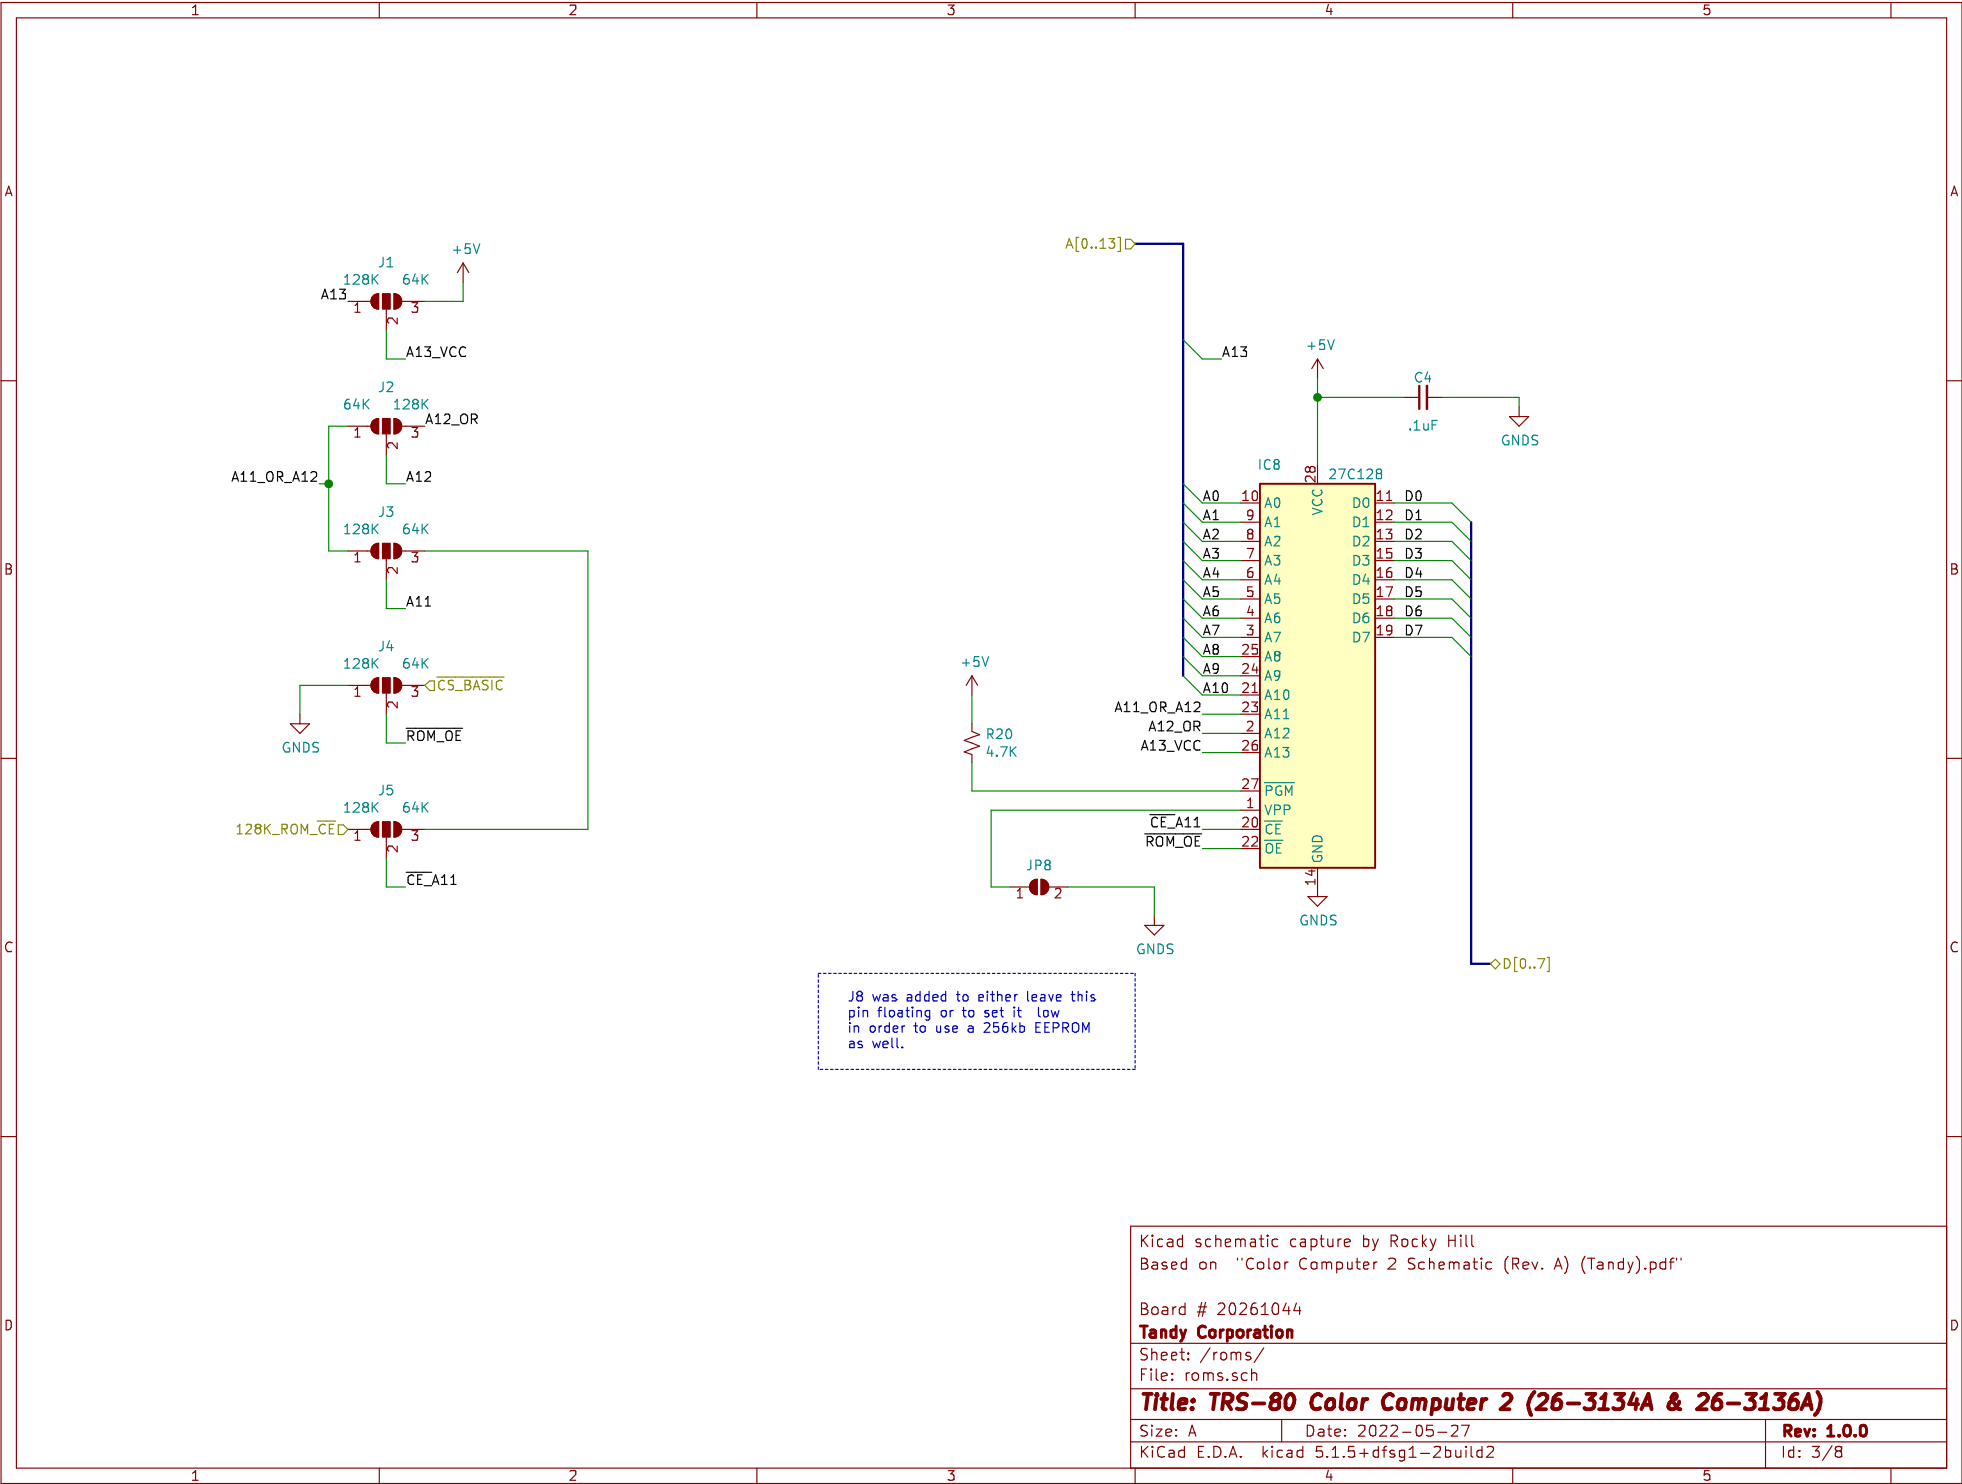 1 2 3 4 5
A A
+5V
J1
128K 64K
A13
1 3
2
A13_VCC
J2
64K 128K
A12_OR
1 3
2
A11_OR_A12
A12
J3
128K 64K
1 3
2
A11
J4
128K 64K
1 3
CS_BASIC
2
ROM_OE
GNDS
J5
128K 64K
128K_ROM_CE
1 3
2
CE_A11
A[0..13]
A13
+5V
C4
.1uF
GNDS
IC8
28
27C128
VCC
A0 10 A0 D0 11 D0
A1 9 A1 D1 12 D1
A2 8 A2 D2 13 D2
A3 7 A3 D3 15 D3
A4 6 A4 D4 16 D4
A5 5 A5 D5 17 D5
A6 4 A6 D6 18 D6
A7 3 A7 D7 19 D7
A8 25 A8
A9 24 A9
A10 21 A10
A11_OR_A12 23 A11
A12_OR 2 A12
A13_VCC 26 A13
+5V
R20
4.7K
27 PGM
1 VPP
CE_A11 20 CE
ROM_OE 22 OE
GND
14
GNDS
JP8
1 2
GNDS
D[0..7]
J8 was added to either leave this
pin floating or to set it  low
in order to use a 256kb EEPROM
as well.
B B
C C
D D
Kicad schematic capture by Rocky Hill
Based on  "Color Computer 2 Schematic (Rev. A) (Tandy).pdf"
Board # 20261044
Tandy Corporation
Sheet: /roms/
File: roms.sch
Title: TRS-80 Color Computer 2 (26-3134A & 26-3136A)
Size: A Date: 2022-05-27 Rev: 1.0.0
KiCad E.D.A.  kicad 5.1.5+dfsg1-2build2 Id: 3/8
1 2 3 4 5